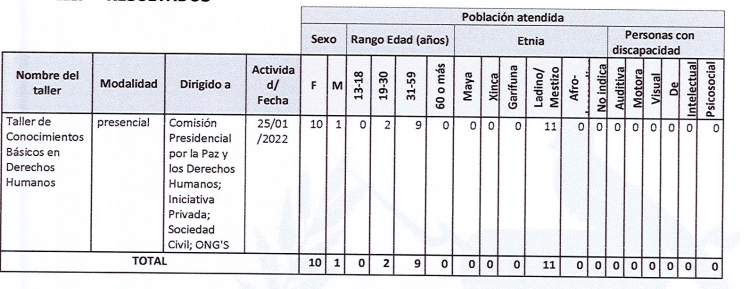 RESULTADOS
Población atendida
Sexo Rango Edad (años) Etnia Personas con discapacidad
Nombre del taller Modalidad Dirigido a Actividad/ Fecha F M 13-18 19-30 31-59 60 o más Maya Xinca Garífuna Ladino/ Mestizo Afro- No indica Auditiva Motora Visual De Intelectual Psicosocial
Taller de presencial Comisión 25/01 10 1 0 2 9 0 0 0 0 11 0 0 0 0 0 0 0 0
Conocimientos Presidencial /2022
Básicos en por la Paz y
Derechos los Derechos
Humanos Humanos;
Iniciativa
Privada;
Sociedad
Civil; ONG'S
TOTAL 10 1 0 2 9 0 0 0 0 11 0 0 0 0 0 0 0 0